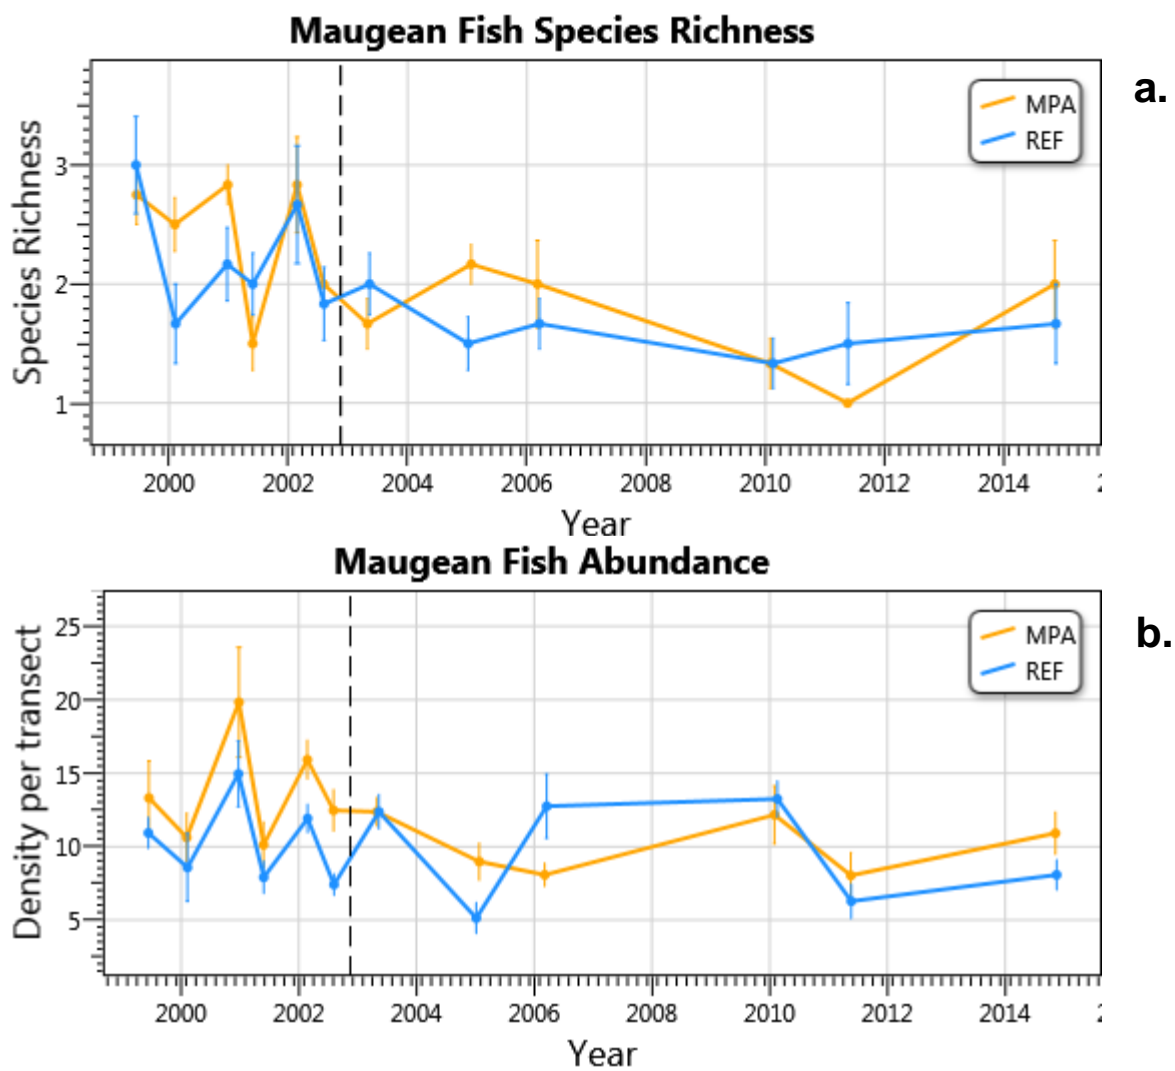 Maugean Fish Species Richness
a.
MPA
REF
Species Richness
3
2
1
2000 2002 2004 2006 2008 2010 2012 2014
Year
Maugean Fish Abundance
b.
MPA
REF
Density per transect
25
20
15
10
5
2000 2002 2004 2006 2008 2010 2012 2014
Year